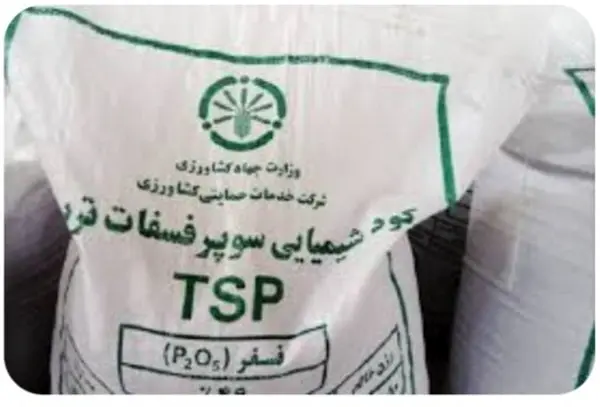 وزارت جهاد کشاورزی
شرکت خدمات حمایتی کشاورزی
کود شیمیایی سوپر فسفات
TSP
فسفر (P₂O₅)